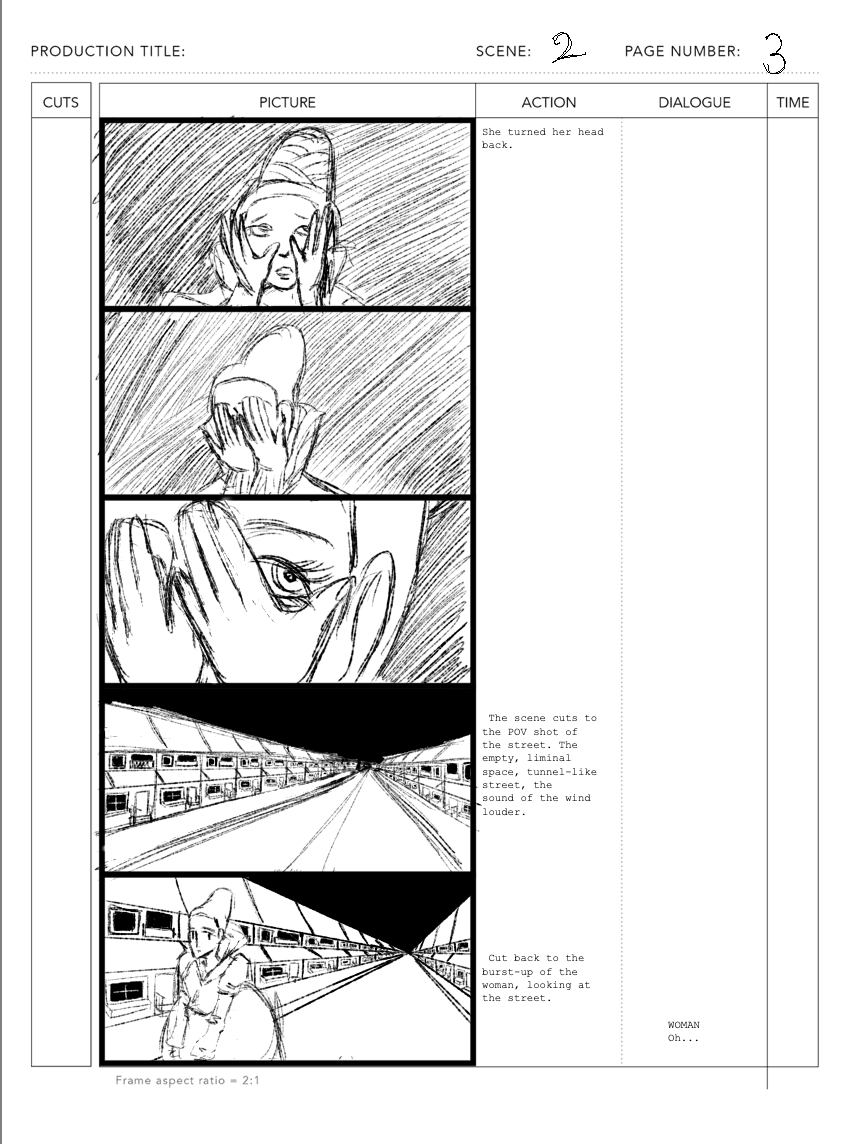 PRODUCTION TITLE:
SCENE: 2
PAGE NUMBER: 3
CUTS
PICTURE
ACTION
DIALOGUE
TIME
She turned her head
back.
The scene cuts to
the POV shot of
the street. The
empty, liminal
space, tunnel-like
street, the
sound of the wind
louder.
Cut back to the
burst-up of the
woman, looking at
the street.
WOMAN
Oh...
Frame aspect ratio = 2:1